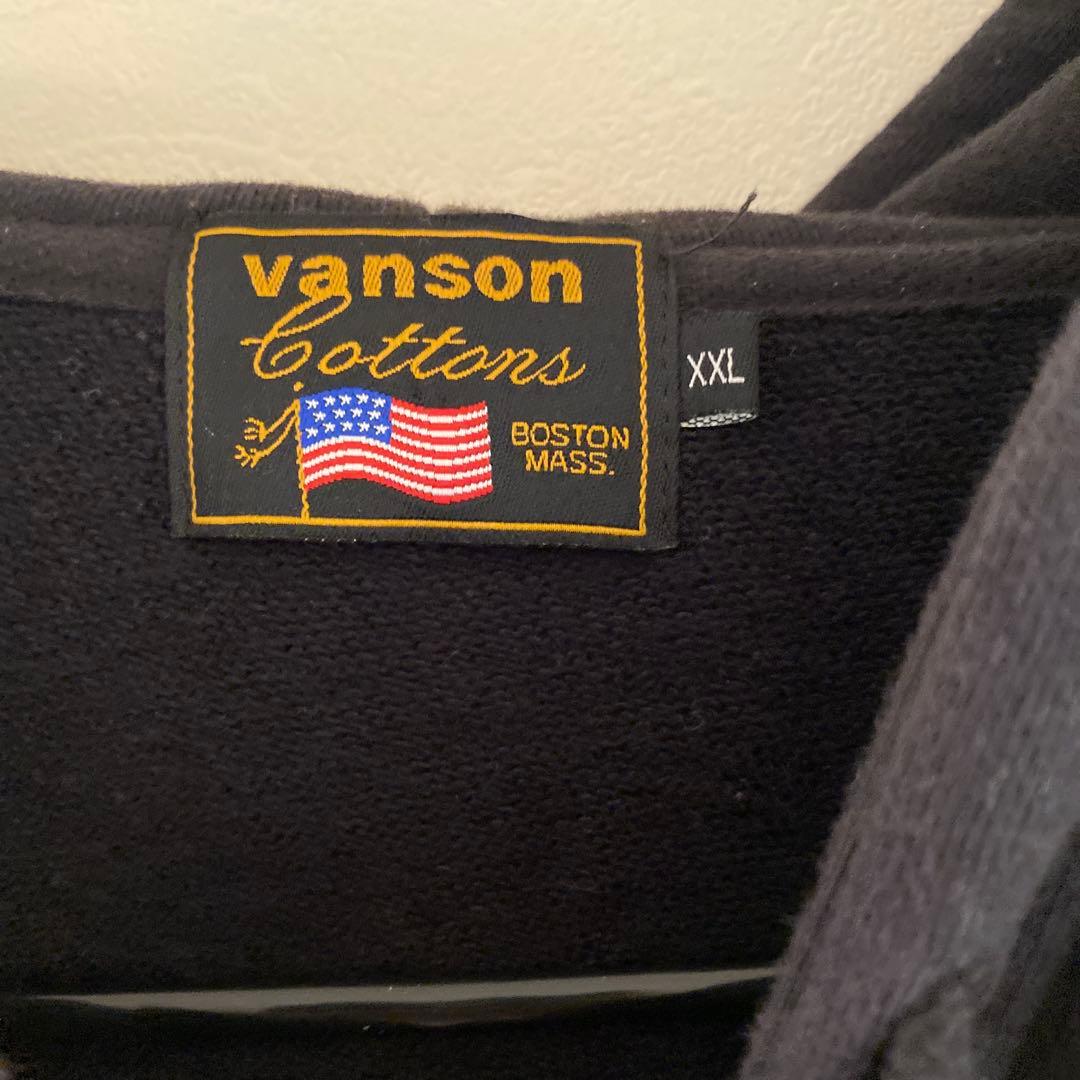 vanson
Cottons
BOSTON
MASS.
XXL